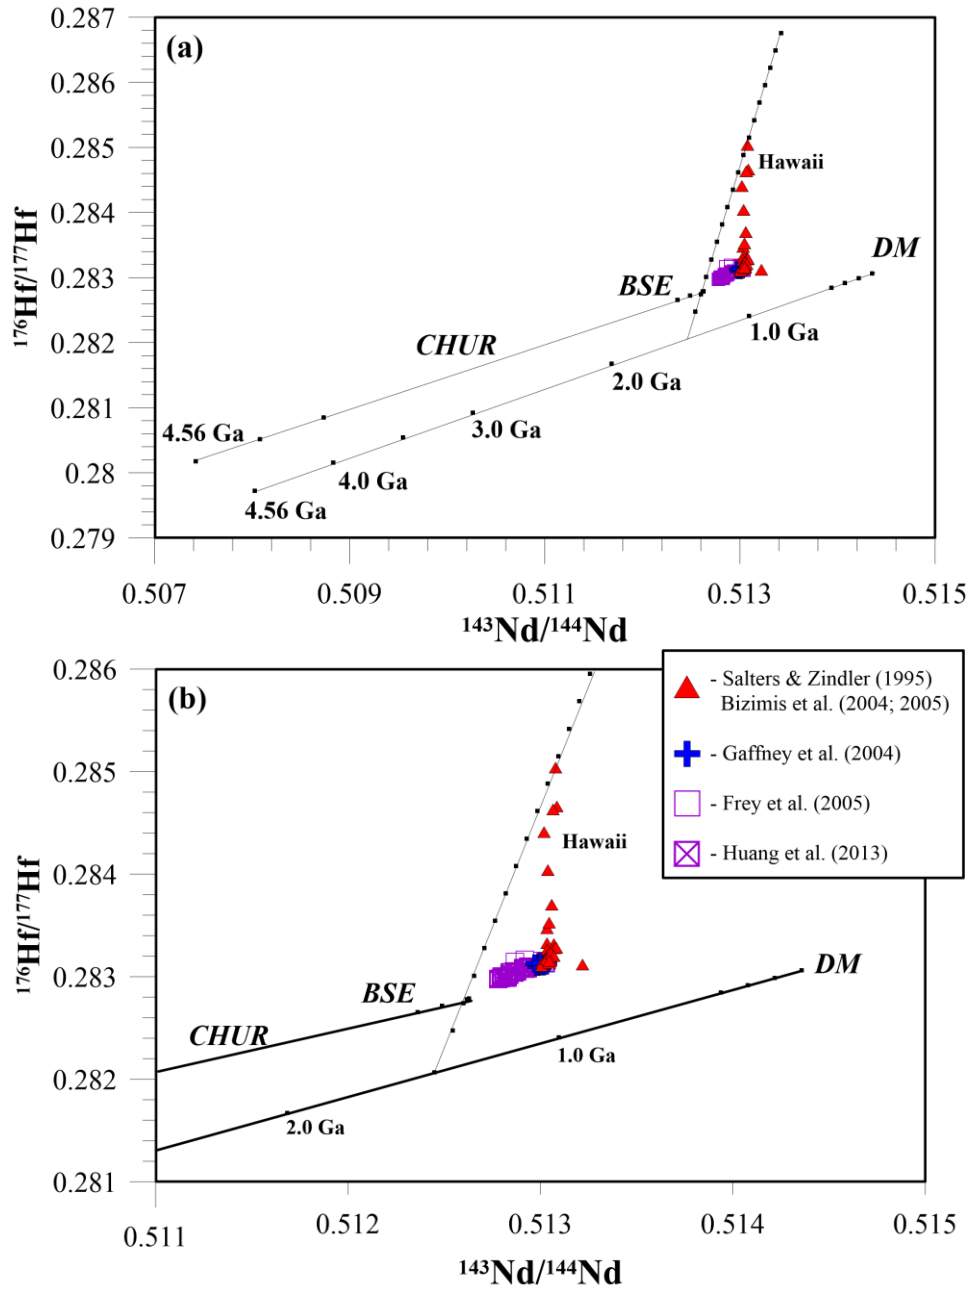 (a)
0.287
0.286
0.285
0.284
0.283
0.282
0.281
0.28
0.279
¹⁷⁶Hf/¹⁷⁷Hf
Hawaii
DM
BSE
CHUR
1.0 Ga
2.0 Ga
3.0 Ga
4.0 Ga
4.56 Ga
4.56 Ga
0.507 0.509 0.511 0.513 0.515
¹⁴³Nd/¹⁴⁴Nd
(b)
0.286
0.285
0.284
0.283
0.282
0.281
¹⁷⁶Hf/¹⁷⁷Hf
- Salters & Zindler (1995)
Bizimis et al. (2004; 2005)
- Gaffney et al. (2004)
- Frey et al. (2005)
- Huang et al. (2013)
Hawaii
DM
BSE
CHUR
1.0 Ga
2.0 Ga
0.511 0.512 0.513 0.514 0.515
¹⁴³Nd/¹⁴⁴Nd